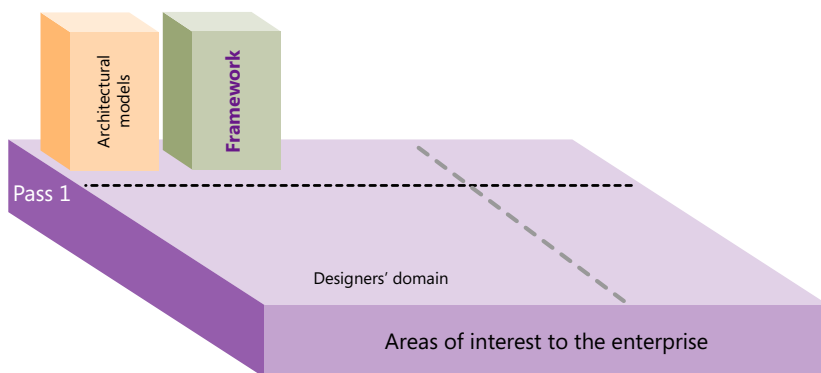 Architectural
models
Framework
Pass 1
Designers’ domain
Areas of interest to the enterprise